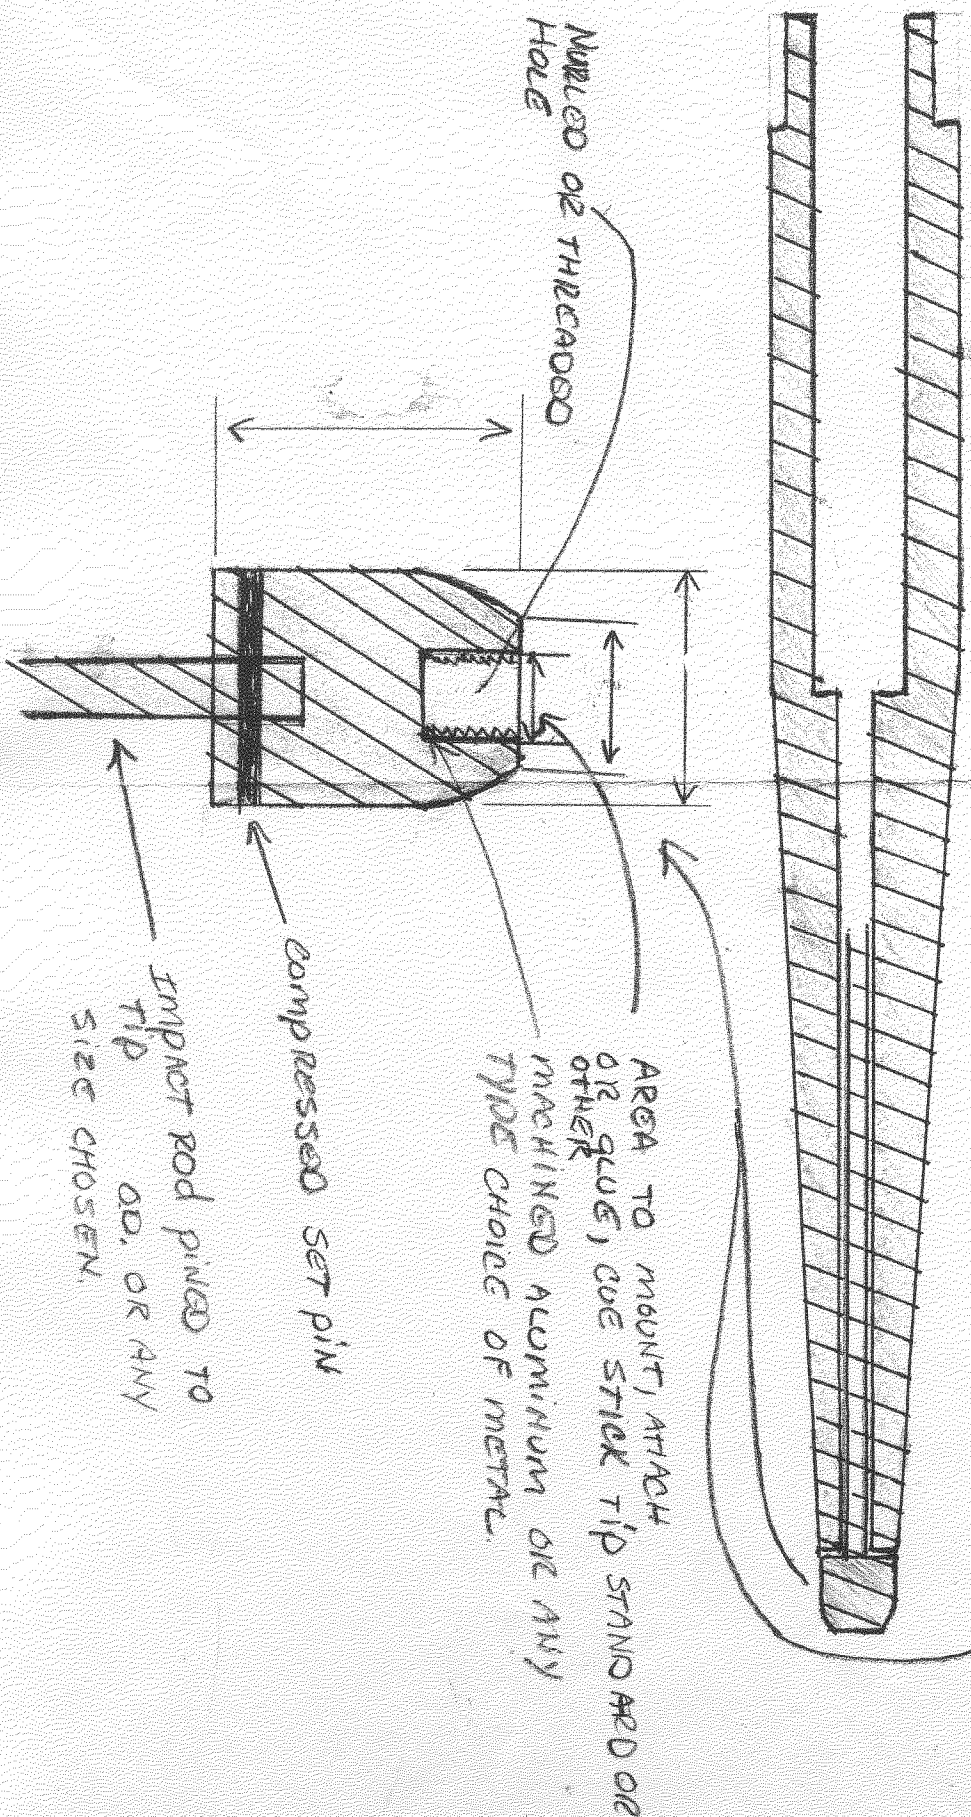 NURLED OR THREADED
HOLE
AREA TO MOUNT, ATTACH
OR GLUE, CUE STICK TIP STANDARD OR
OTHER
MACHINED ALUMINUM OR ANY
TYPE CHOICE OF METAL.
COMPRESSED SET PIN
IMPACT ROD PINED TO
TIP OD. OR ANY
SIZE CHOSEN.